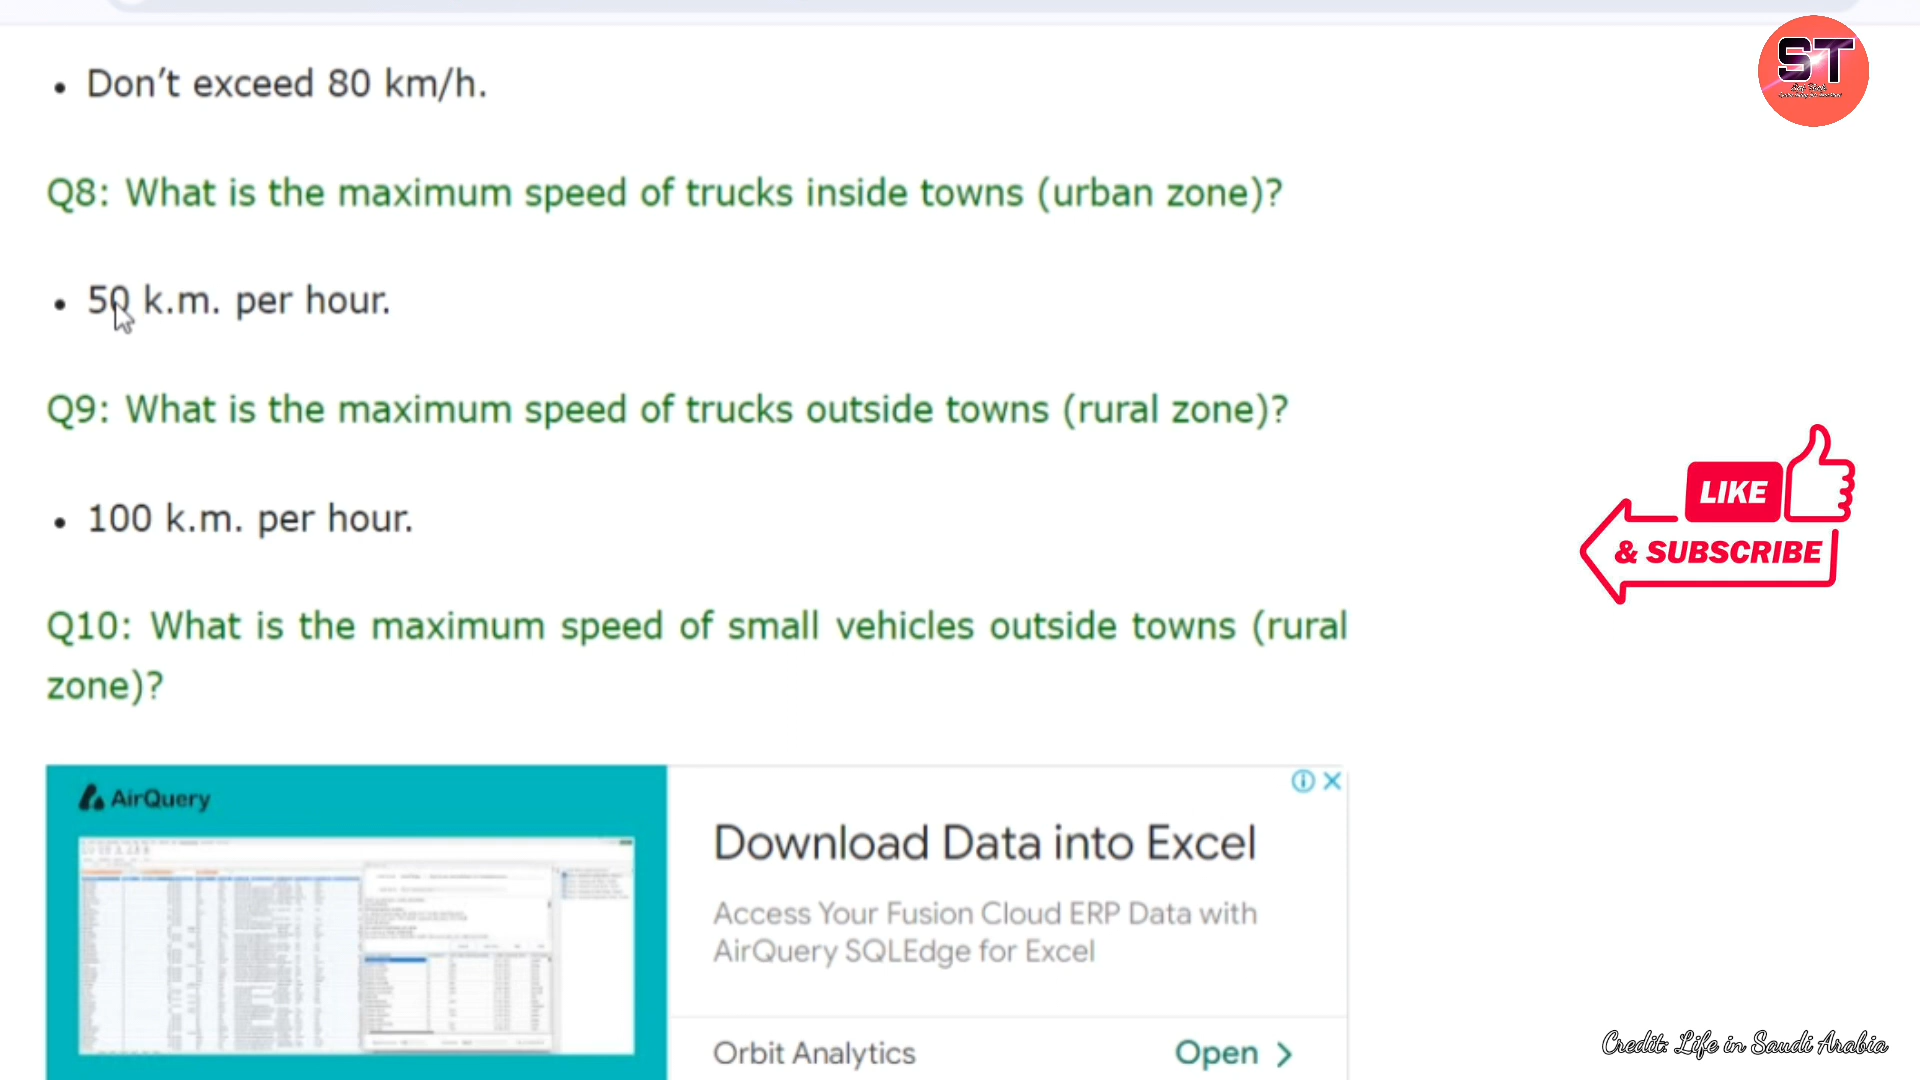 ST
• Don’t exceed 80 km/h.
Q8: What is the maximum speed of trucks inside towns (urban zone)?
• 50 k.m. per hour.
Q9: What is the maximum speed of trucks outside towns (rural zone)?
• 100 k.m. per hour.
LIKE
& SUBSCRIBE
Q10: What is the maximum speed of small vehicles outside towns (rural
zone)?
AirQuery
Download Data into Excel
Access Your Fusion Cloud ERP Data with
AirQuery SQLEdge for Excel
Orbit Analytics
Open
Credit: Life in Saudi Arabia